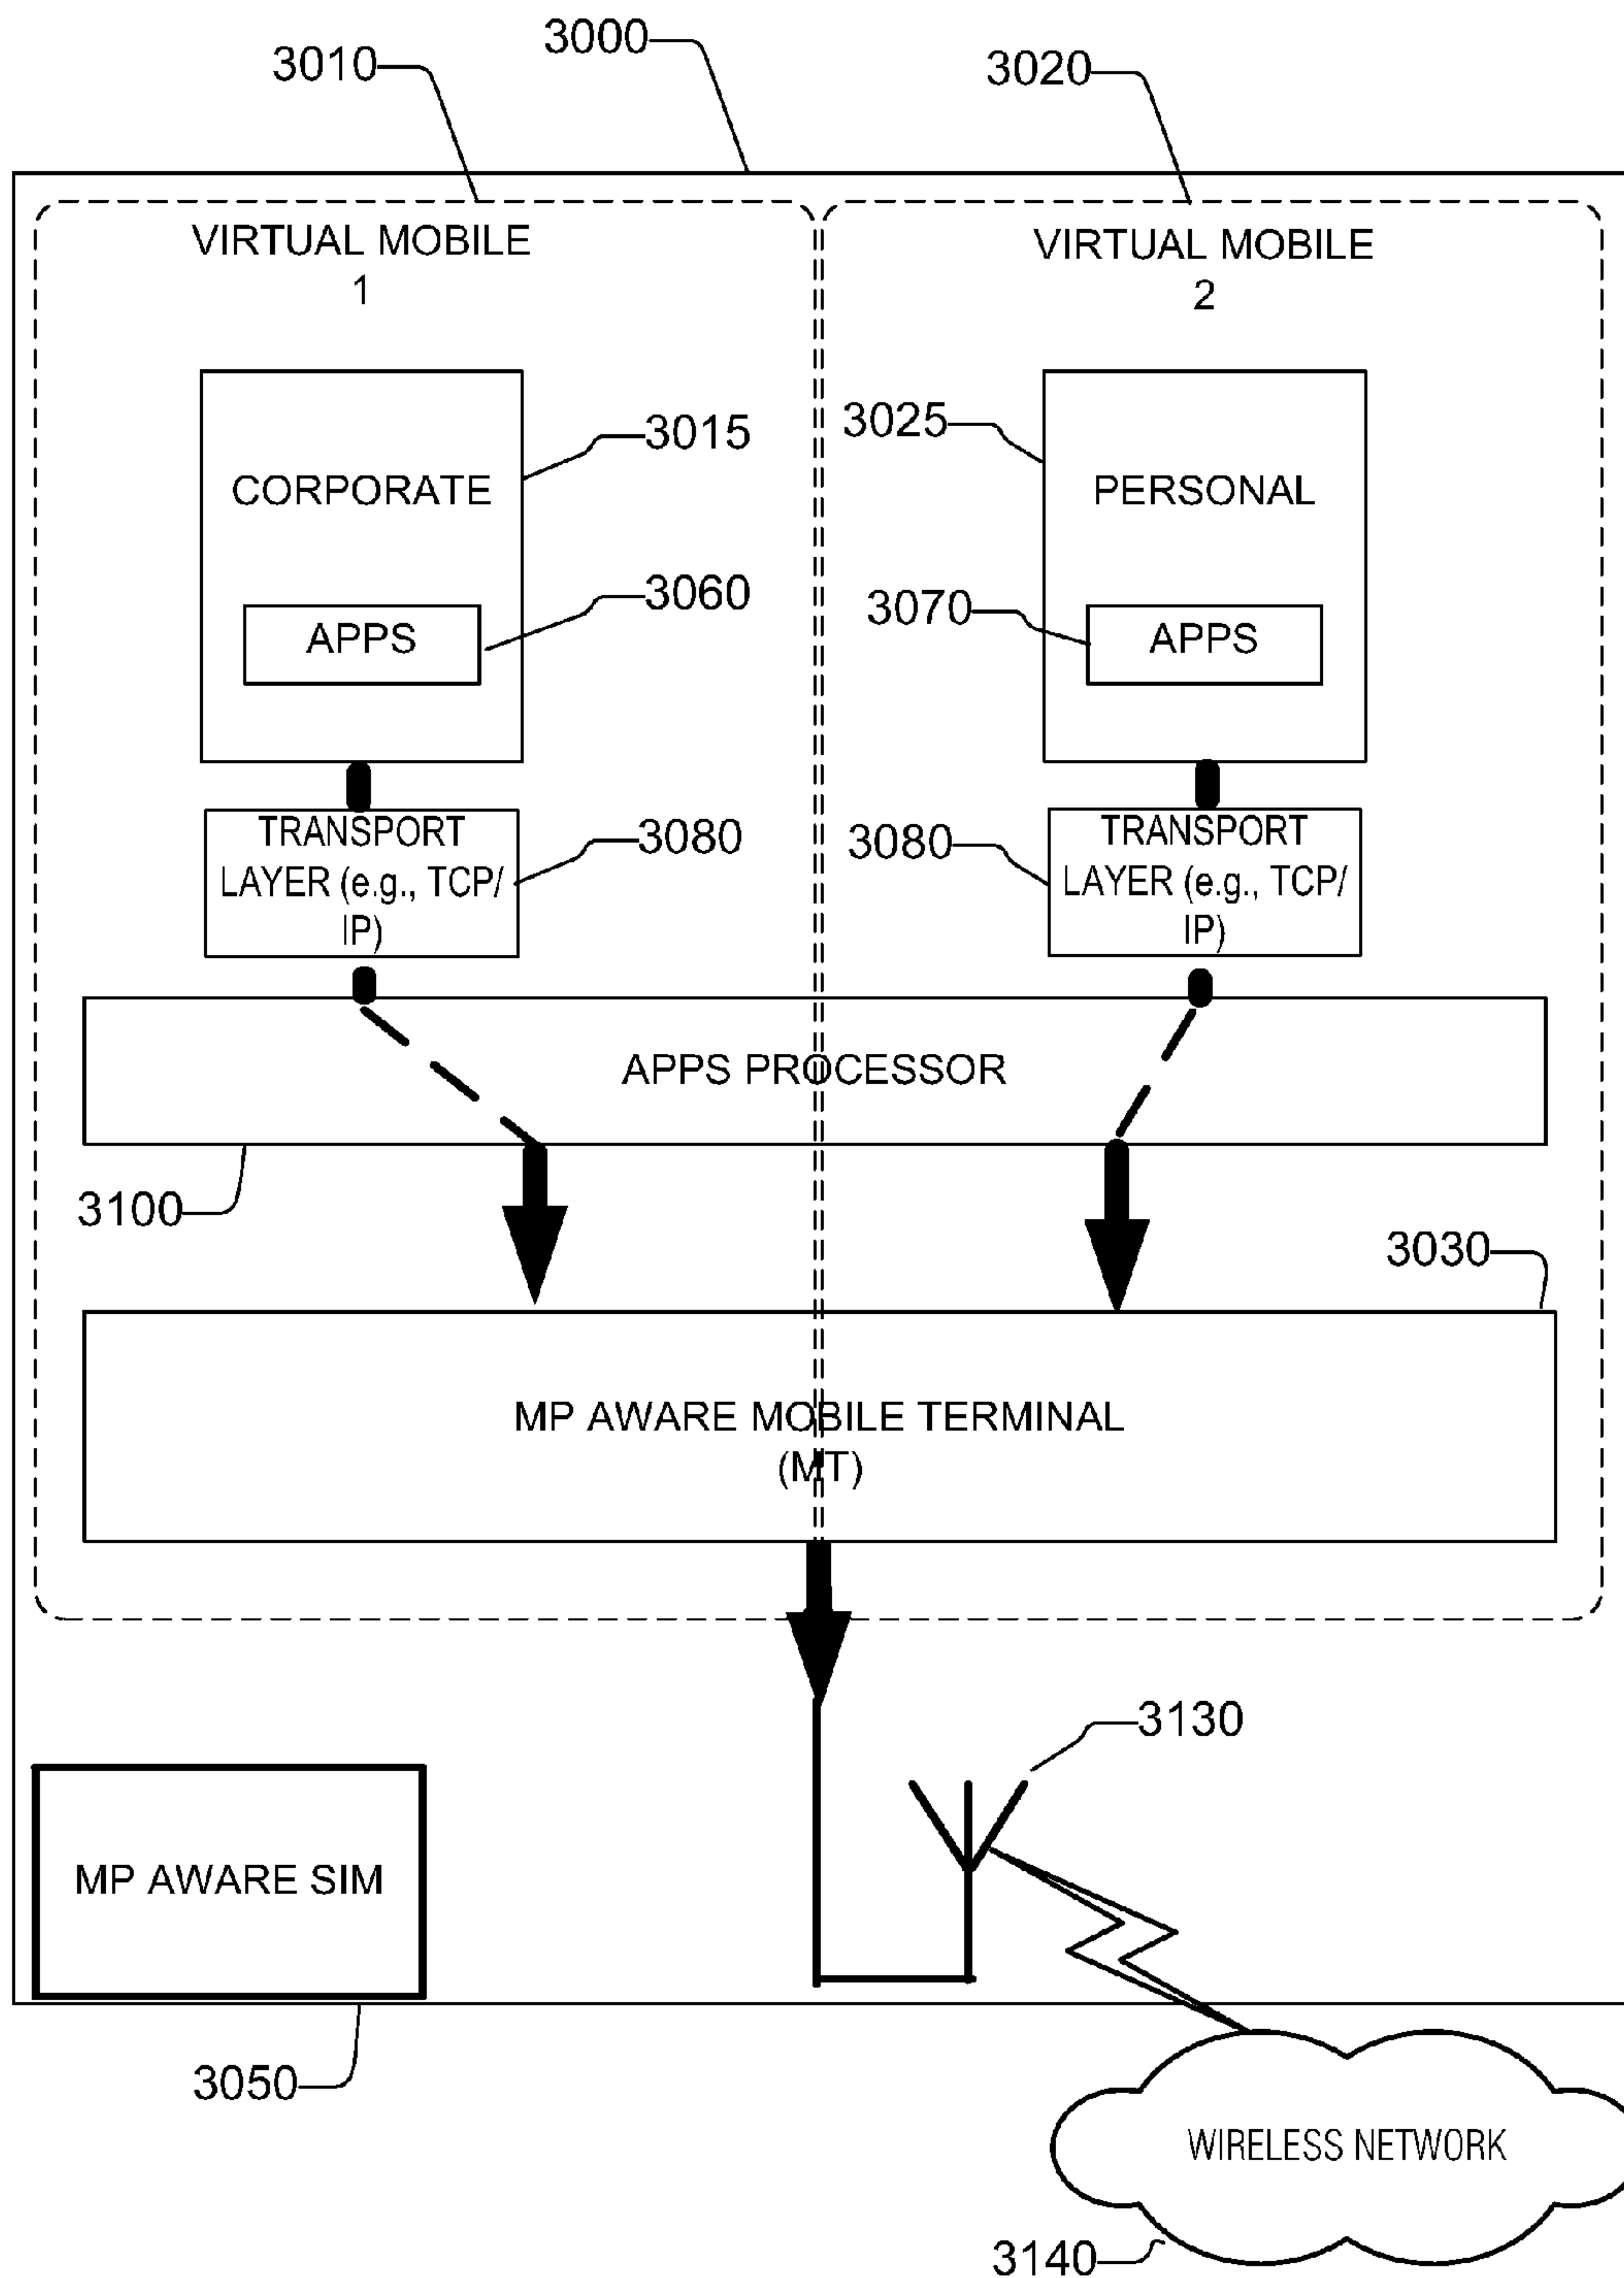 3000
3010
3020
VIRTUAL MOBILE
1
VIRTUAL MOBILE
2
3015
3025
CORPORATE
PERSONAL
3060
3070
APPS
APPS
TRANSPORT
LAYER (e.g., TCP/
IP)
3080
3080
TRANSPORT
LAYER (e.g., TCP/
IP)
APPS PROCESSOR
3100
3030
MP AWARE MOBILE TERMINAL
(MT)
3130
MP AWARE SIM
3050
WIRELESS NETWORK
3140